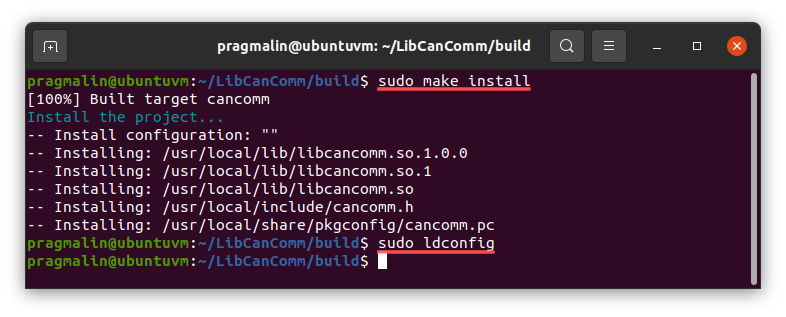 pragmalin@ubuntuvm: ~/LibCanComm/build
pragmalin@ubuntuvm:~/LibCanComm/build$ sudo make install
[100%] Built target cancomm
Install the project...
-- Install configuration: ""
-- Installing: /usr/local/lib/libcancomm.so.1.0.0
-- Installing: /usr/local/lib/libcancomm.so.1
-- Installing: /usr/local/lib/libcancomm.so
-- Installing: /usr/local/include/cancomm.h
-- Installing: /usr/local/share/pkgconfig/cancomm.pc
pragmalin@ubuntuvm:~/LibCanComm/build$ sudo ldconfig
pragmalin@ubuntuvm:~/LibCanComm/build$